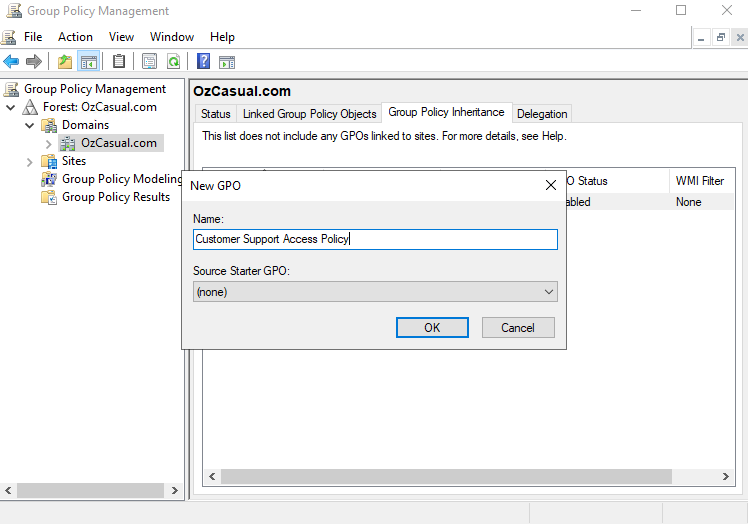 Group Policy Management
File Action View Window Help
Group Policy Management
Forest: OzCasual.com
Domains
OzCasual.com
Sites
Group Policy Modeling
Group Policy Results
OzCasual.com
Status Linked Group Policy Objects Group Policy Inheritance Delegation
This list does not include any GPOs linked to sites. For more details, see Help.
O Status WMI Filter
abled None
New GPO
Name:
Customer Support Access Policy
Source Starter GPO:
(none)
OK Cancel